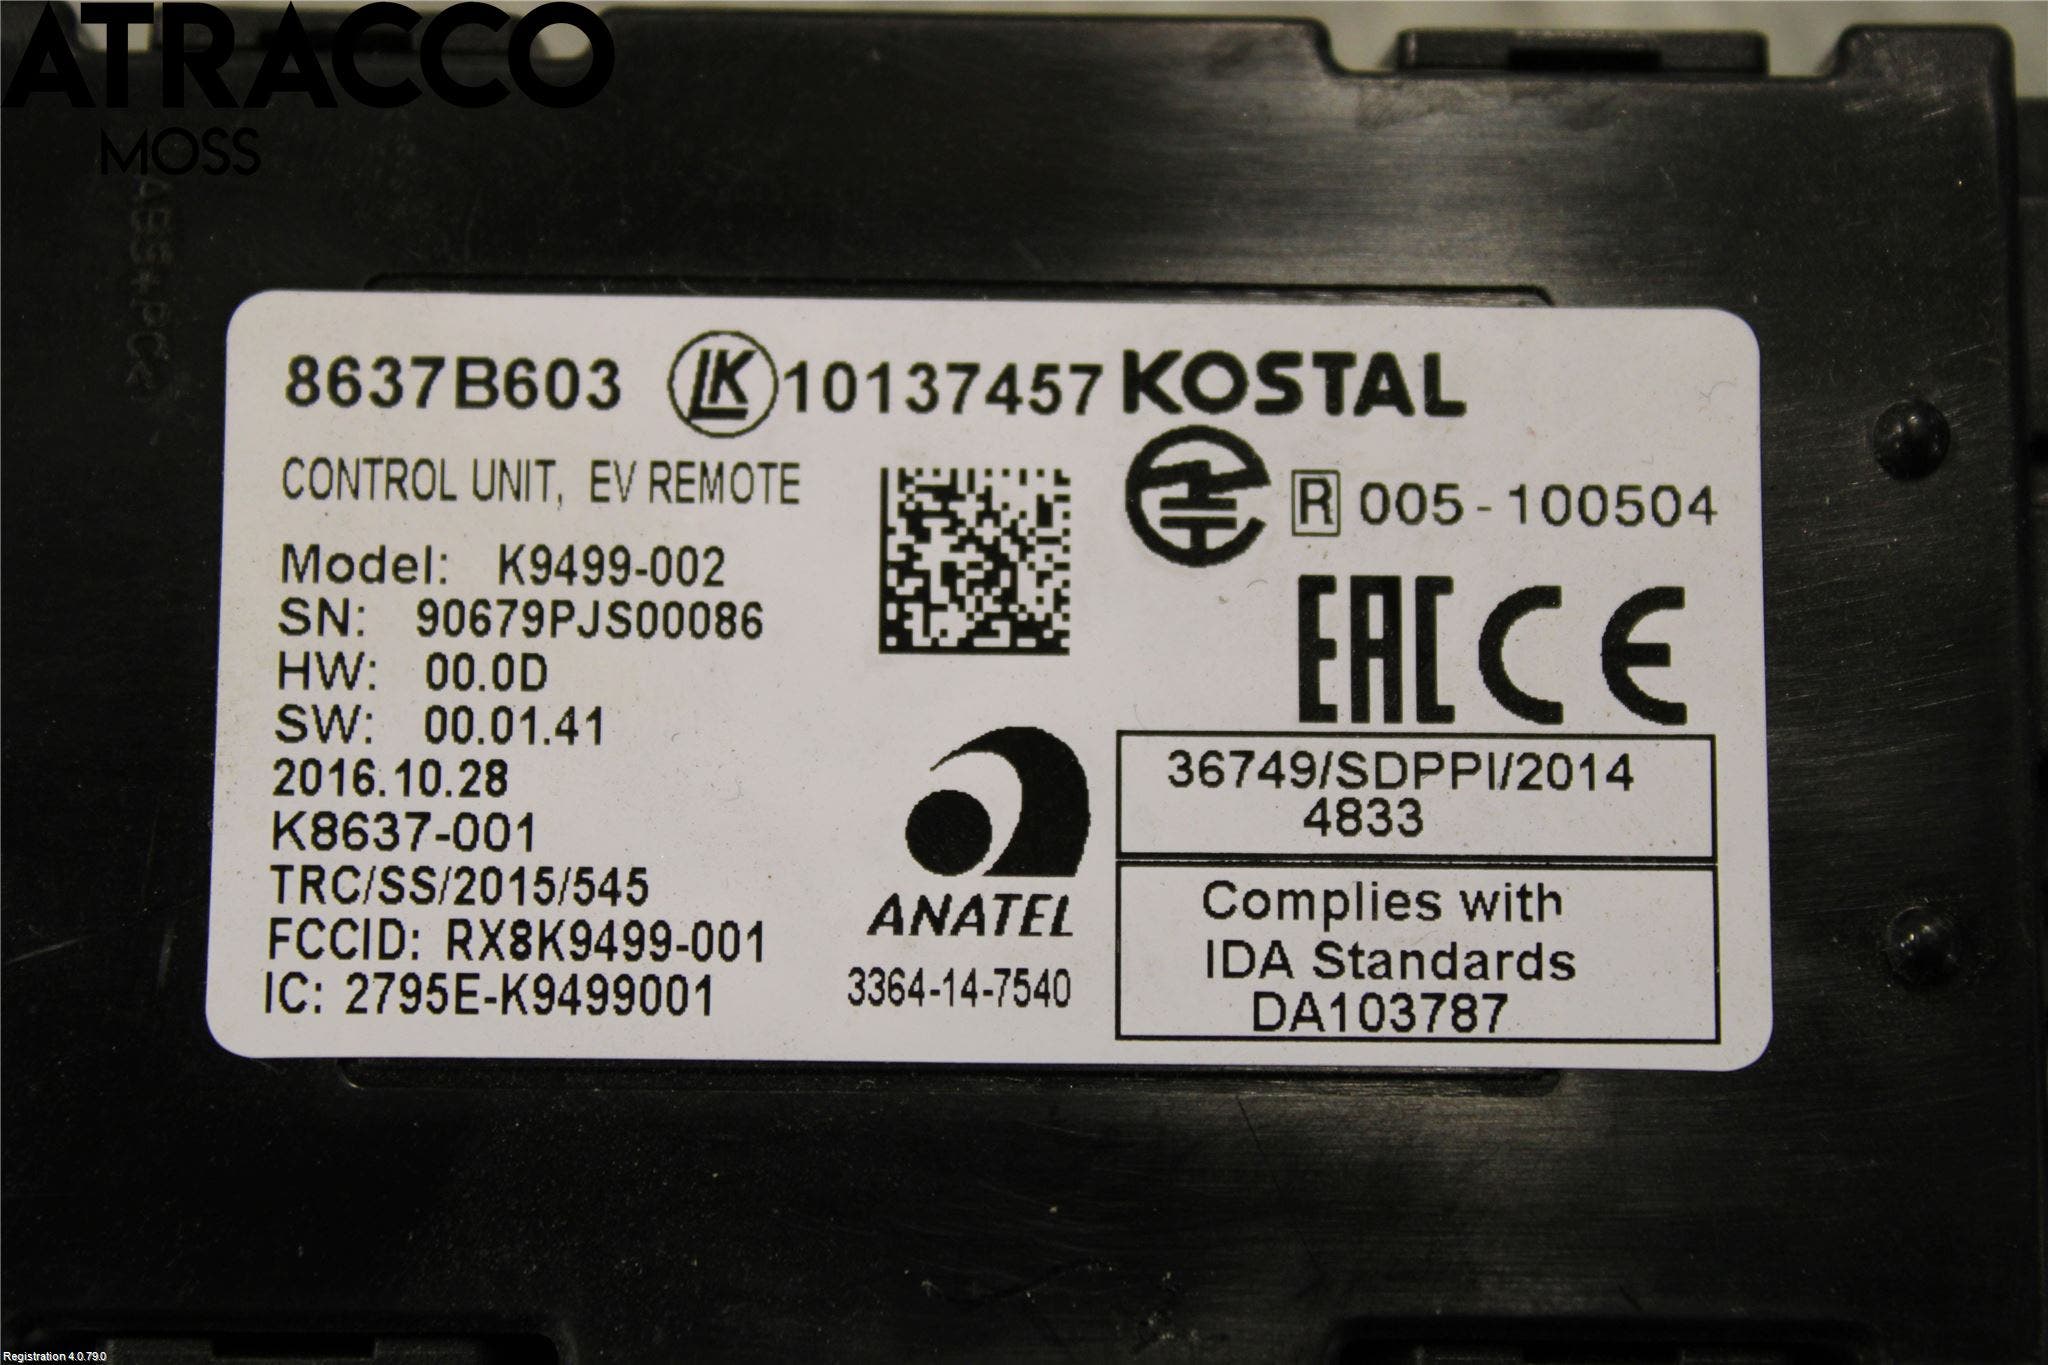 ATRACCO
MOSS
>ABS+PC<
8637B603 LK 10137457 KOSTAL
CONTROL UNIT, EV REMOTE
R 005-100504
Model: K9499-002
SN: 90679PJS00086
HW: 00.0D
SW: 00.01.41
2016.10.28
K8637-001
TRC/SS/2015/545
FCCID: RX8K9499-001
IC: 2795E-K9499001
ANATEL
3364-14-7540
EAC CE
36749/SDPPI/2014
4833
Complies with
IDA Standards
DA103787
Registration 4.0.79.0